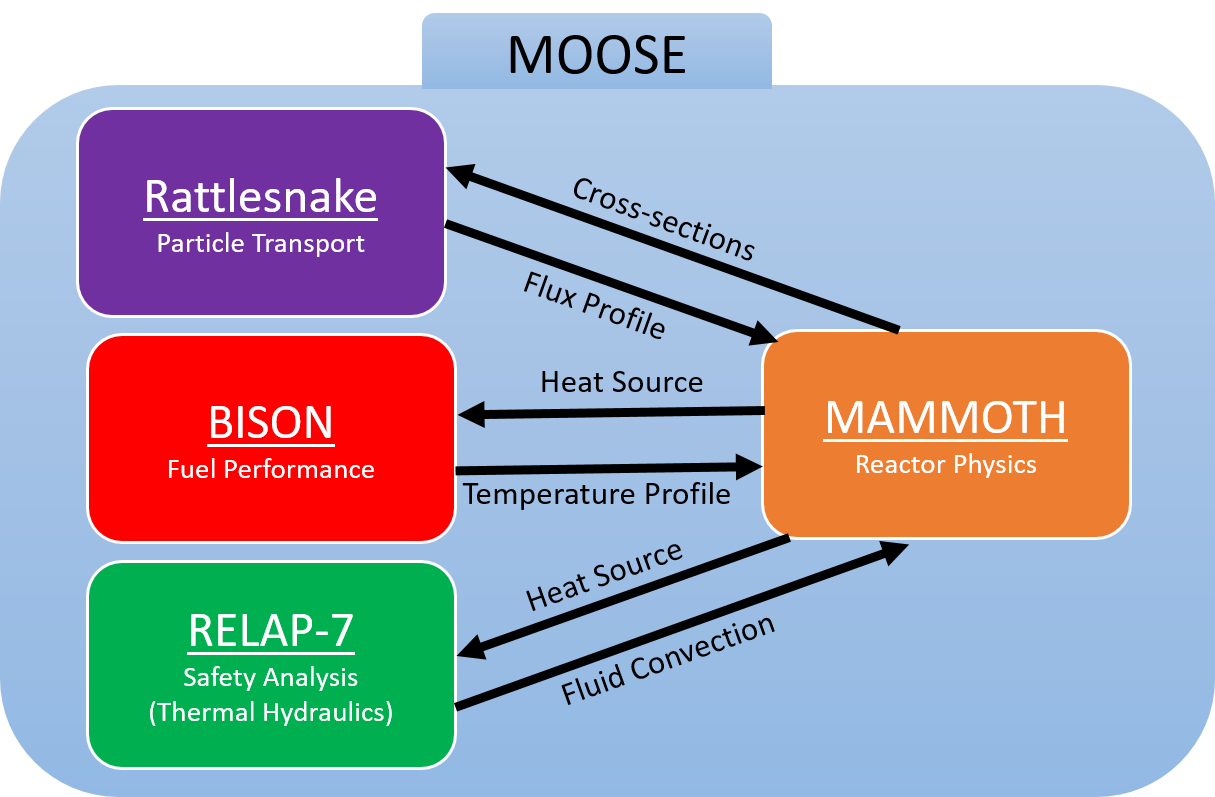 MOOSE
Rattlesnake
Particle Transport
Cross-sections
Flux Profile
BISON
Fuel Performance
Heat Source
Temperature Profile
MAMMOTH
Reactor Physics
RELAP-7
Safety Analysis
(Thermal Hydraulics)
Heat Source
Fluid Convection